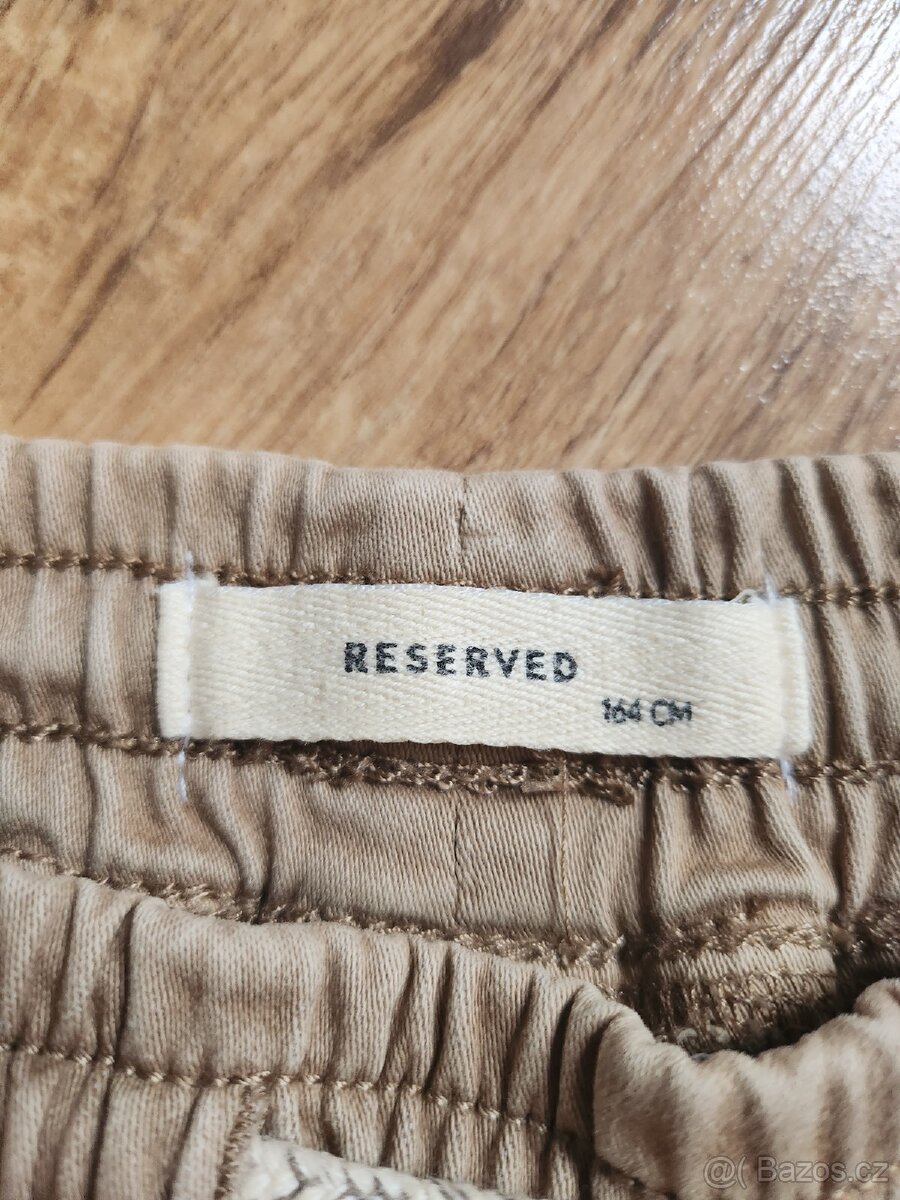 RESERVED
164 CM
@( Bazos.cz